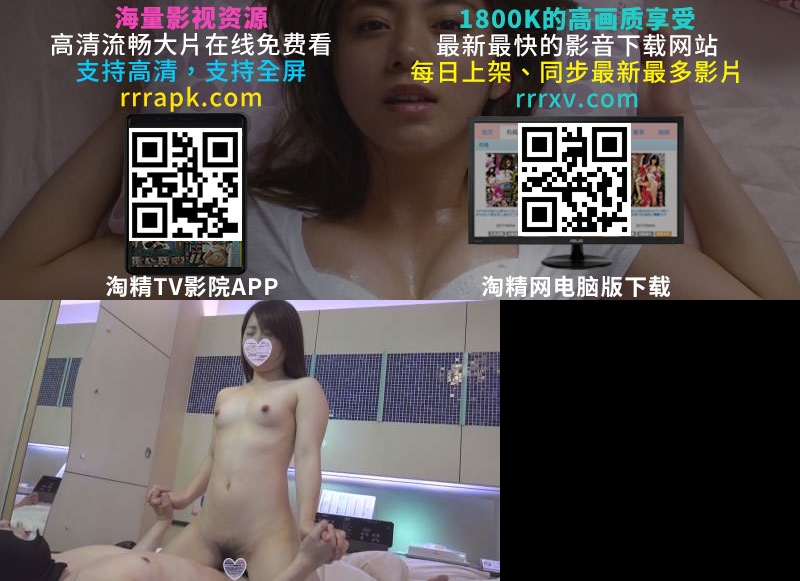 海量影视资源
高清流畅大片在线免费看
支持高清，支持全屏
rrrapk.com
淘精TV影院APP
1800K的高画质享受
最新最快的影音下载网站
每日上架、同步最新最多影片
rrrxv.com
淘精网电脑版下载